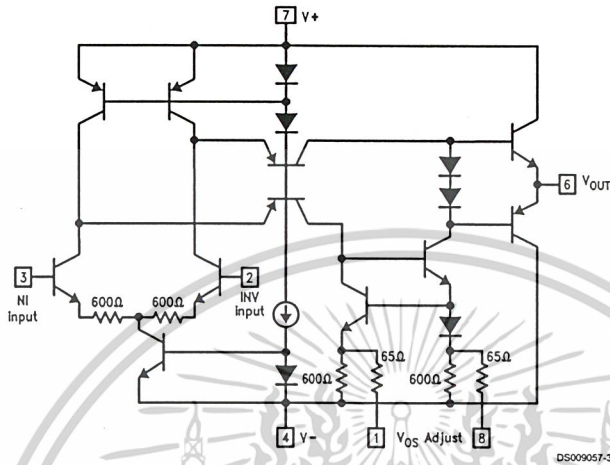 7 V+
6 VOUT
3
NI
input
600Ω
600Ω
2
INV
input
600Ω
65Ω
600Ω
65Ω
4 V-
1
VOS Adjust
8
DS009057-3